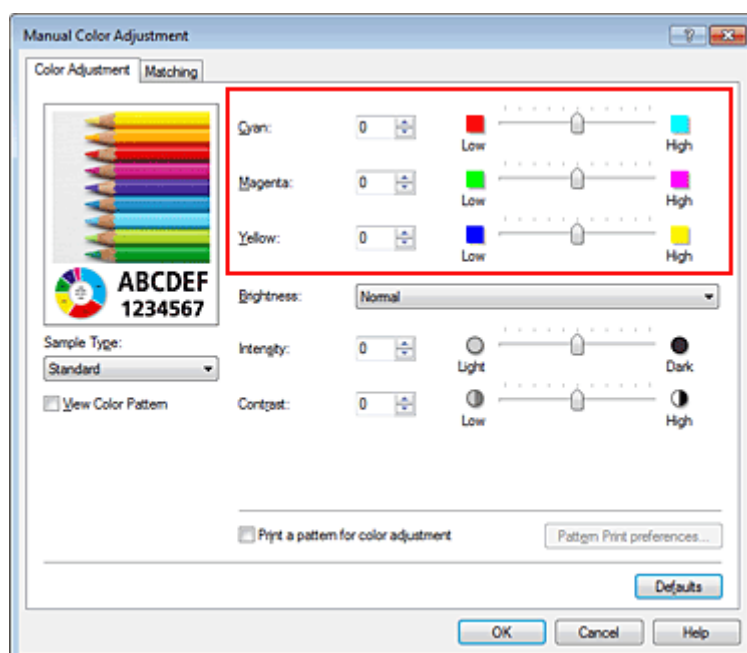 Manual Color Adjustment
Color Adjustment Matching
Cyan: 0 Low High
Magenta: 0 Low High
Yellow: 0 Low High
ABCDEF
1234567
Brightness: Normal
Sample Type:
Standard
Intensity: 0 Light Dark
View Color Pattern
Contrast: 0 Low High
Print a pattern for color adjustment Pattern Print preferences...
Defaults
OK Cancel Help